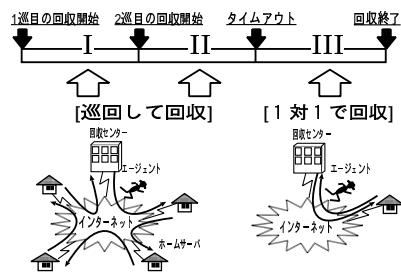 1巡目の回収開始 2巡目の回収開始 タイムアウト 回収終了
I II III
[巡回して回収] [1対1で回収]
回収センター 回収センター
エージェント エージェント
インターネット インターネット
ホームサーバ